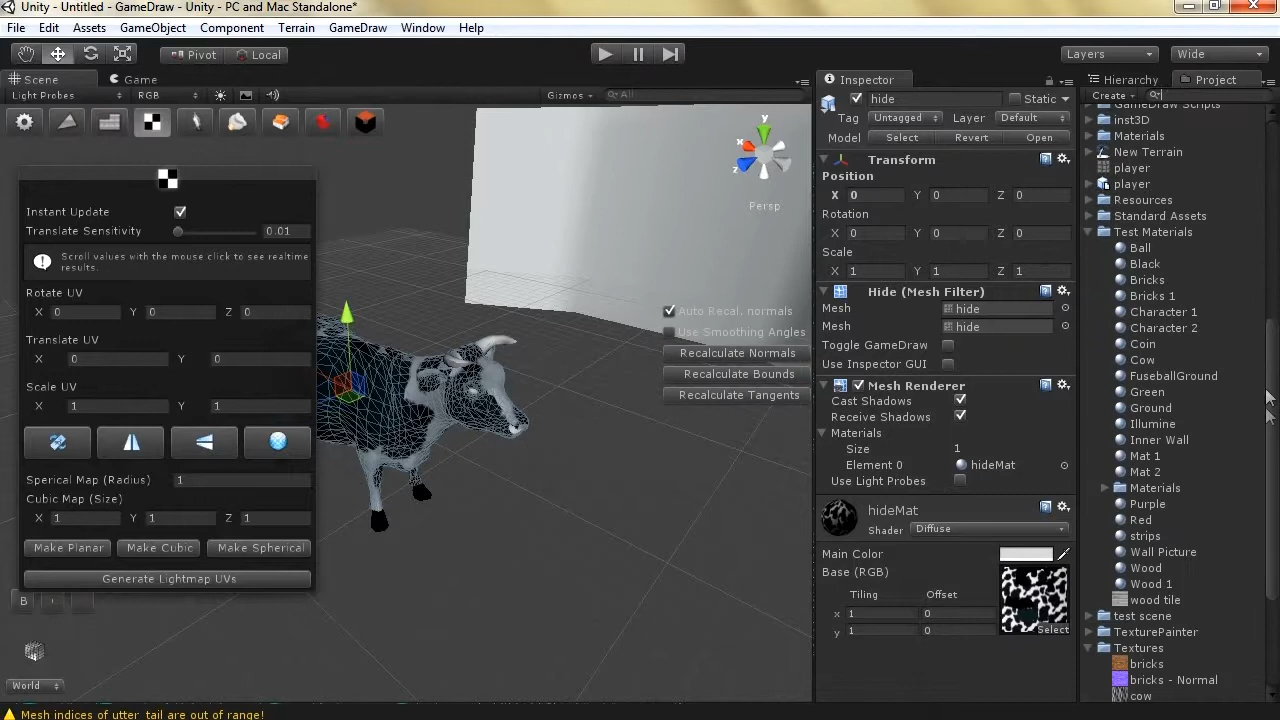 Unity - Untitled - GameDraw - Unity - PC and Mac Standalone*
File Edit Assets GameObject Component Terrain GameDraw Window Help
Pivot Local Layers Wide
Scene Game
Light Probes RGB Gizmos All
Instant Update
Translate Sensitivity 0.01
Scroll values with the mouse click to see realtime
results.
Rotate UV
X 0 Y 0 Z 0
Translate UV
X 0 Y 0
Scale UV
X 1 Y 1
Sperical Map (Radius) 1
Cubic Map (Size)
X 1 Y 1 Z 1
Make Planar Make Cubic Make Spherical
Generate Lightmap UVs
B
World
Mesh indices of utter_tail are out of range!
y
x
z
Persp
Auto Recal. normals
Use Smoothing Angles
Recalculate Normals
Recalculate Bounds
Recalculate Tangents
Inspector
hide Static
Tag Untagged Layer Default
Model Select Revert Open
Transform
Position
X 0 Y 0 Z 0
Rotation
X 0 Y 0 Z 0
Scale
X 1 Y 1 Z 1
Hide (Mesh Filter)
Mesh hide
Mesh hide
Toggle GameDraw
Use Inspector GUI
Mesh Renderer
Cast Shadows
Receive Shadows
Materials
Size 1
Element 0 hideMat
Use Light Probes
hideMat
Shader Diffuse
Main Color
Base (RGB)
Tiling Offset
x 1 0
y 1 0
Select
Hierarchy Project
Create
GameDraw Scripts
inst3D
Materials
New Terrain
player
player
Resources
Standard Assets
Test Materials
Ball
Black
Bricks
Bricks 1
Character 1
Character 2
Coin
Cow
FuseballGround
Green
Ground
Illumine
Inner Wall
Mat 1
Mat 2
Materials
Purple
Red
strips
Wall Picture
Wood
Wood 1
wood tile
test scene
TexturePainter
Textures
bricks
bricks - Normal
cow